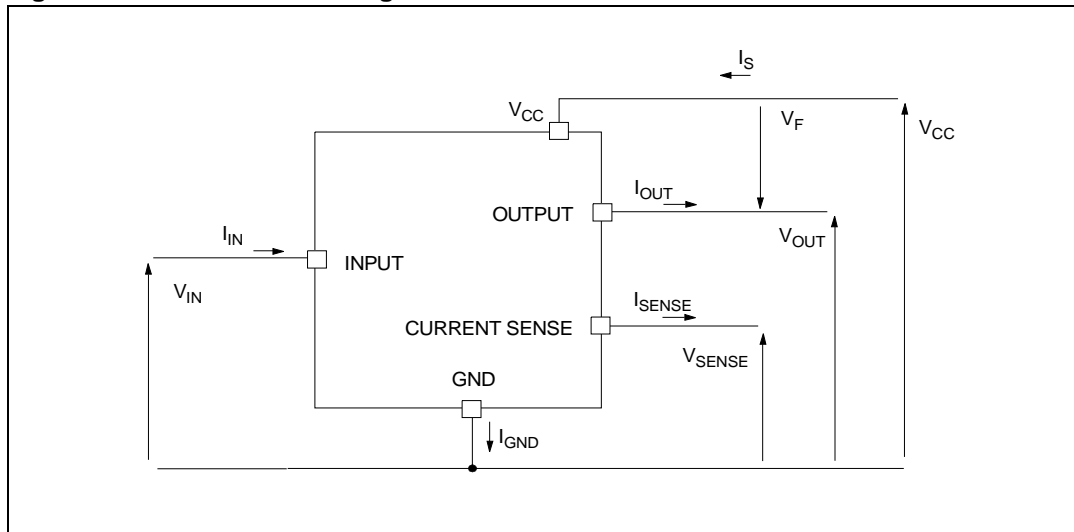 I_S
V_CC
V_F
V_CC
I_OUT
OUTPUT
V_OUT
I_IN
INPUT
V_IN
I_SENSE
CURRENT SENSE
V_SENSE
GND
I_GND